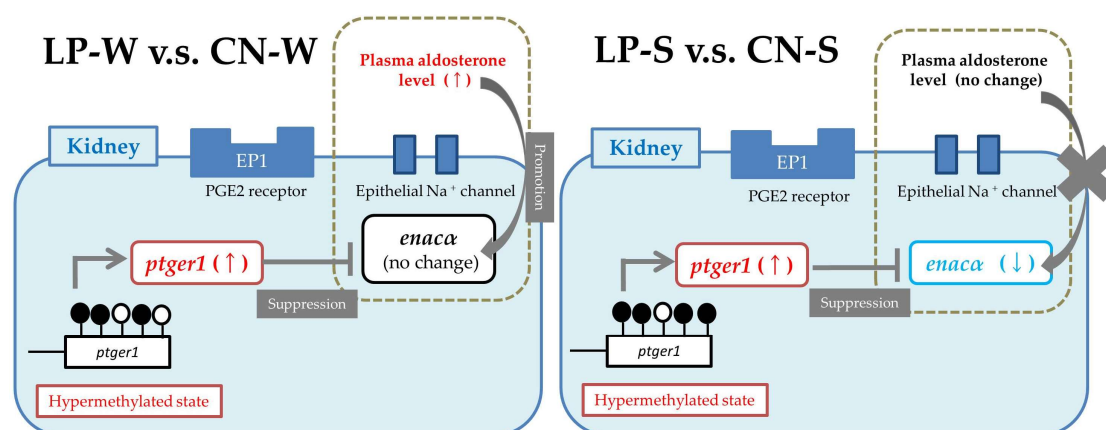 LP-W v.s. CN-W
Plasma aldosterone
level (↑)
Kidney
EP1
PGE2 receptor
Epithelial Na⁺ channel
Promotion
enacα
(no change)
ptger1 (↑)
Suppression
ptger1
Hypermethylated state
LP-S v.s. CN-S
Plasma aldosterone
level (no change)
Kidney
EP1
PGE2 receptor
Epithelial Na⁺ channel
enacα (↓)
ptger1 (↑)
Suppression
ptger1
Hypermethylated state